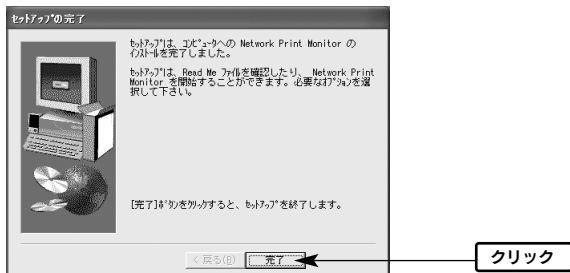 ｾｯﾄｱｯﾌﾟの完了
ｾｯﾄｱｯﾌﾟは、ｺﾝﾋﾟｭｰﾀへの Network Print Monitor の
ｲﾝｽﾄｰﾙを完了しました。
ｾｯﾄｱｯﾌﾟは、Read Me ﾌｧｲﾙを確認したり、 Network Print
Monitor を開始することができます。必要なｵﾌﾟｼｮﾝを選
択して下さい。
[完了]ﾎﾞﾀﾝをｸﾘｯｸすると、ｾｯﾄｱｯﾌﾟを終了します。
< 戻る(B)
完了
クリック